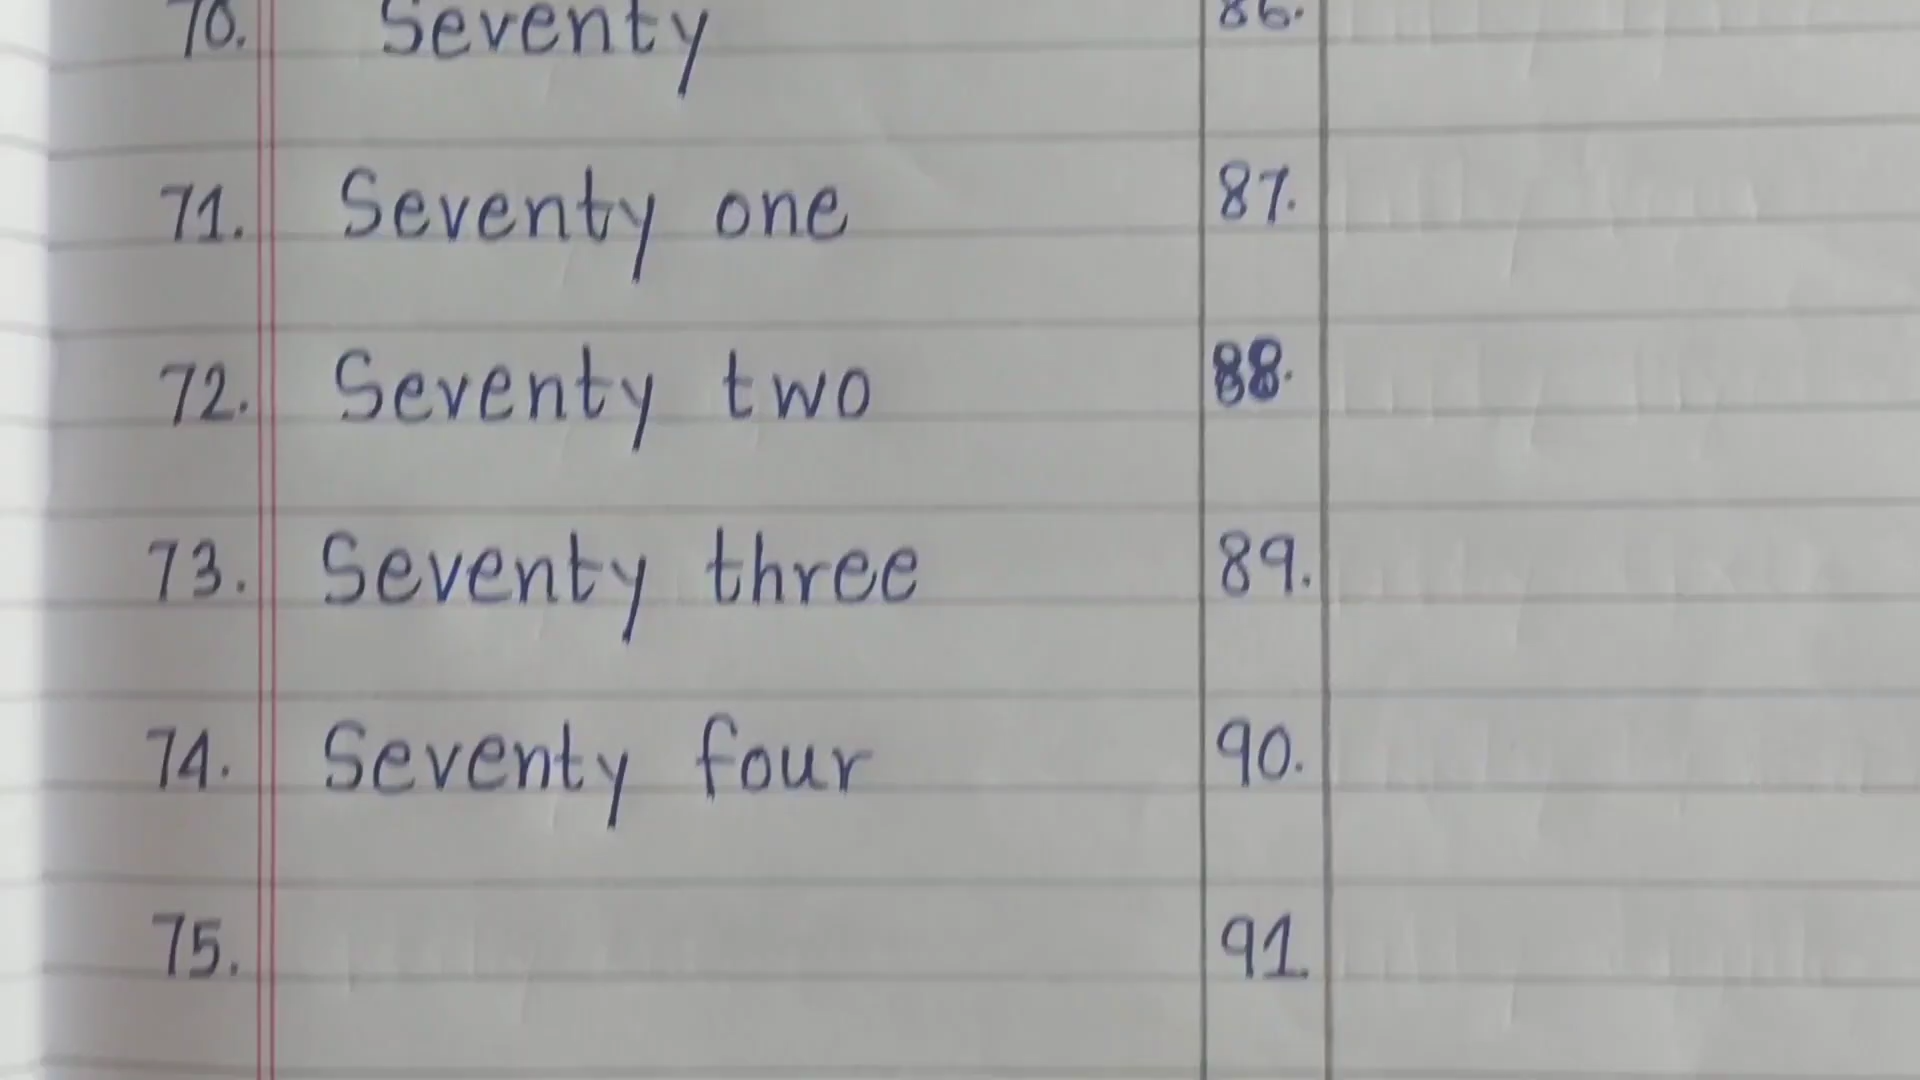 70. Seventy 86.
71. Seventy one 87.
72. Seventy two 88.
73. Seventy three 89.
74. Seventy four 90.
75. 91.